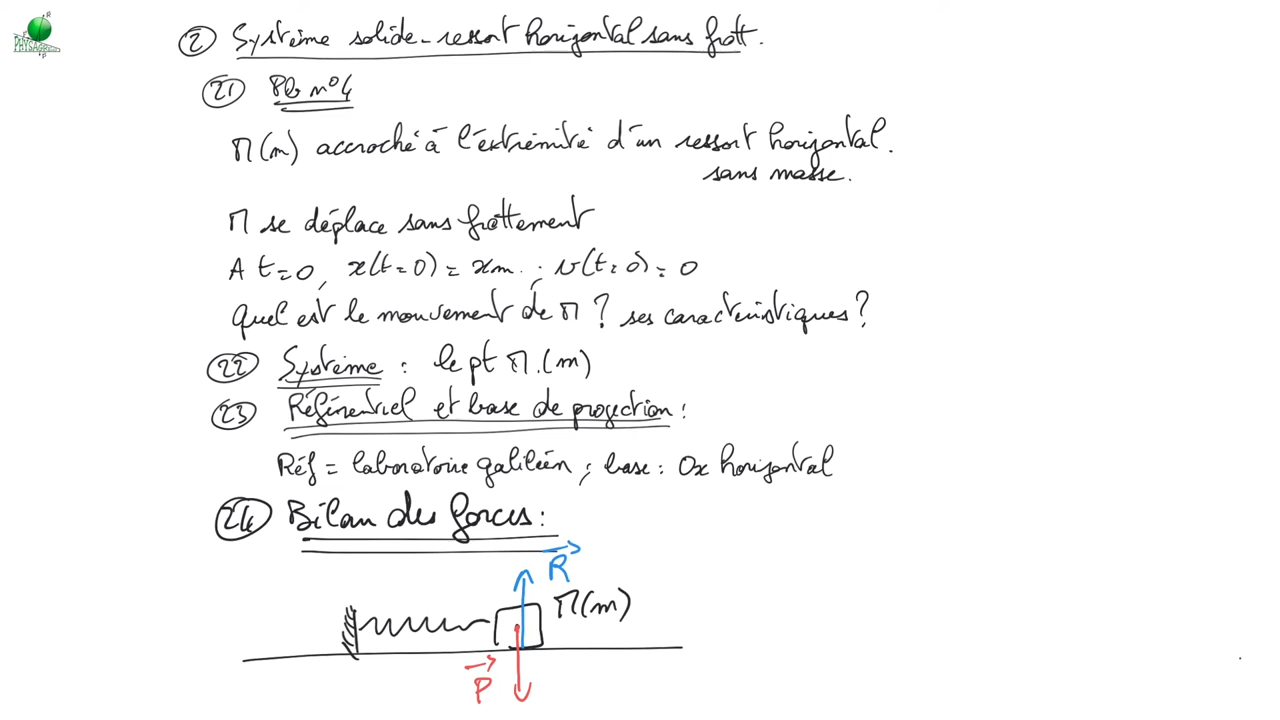 ② Système solide-ressort horizontal sans frott.
㉑ Pb n°4
M(m) accroché à l'extrémité d'un ressort horizontal.
sans masse.
M se déplace sans frottement
A t=0, x(t=0) = xm ; v(t=0) = 0
Quel est le mouvement de M ? ses caractéristiques ?
㉒ Système : le pt M.(m)
㉓ Référentiel et base de projection :
Réf = laboratoire galiléen ; base : Ox horizontal
㉔ Bilan des forces :
R
M(m)
P